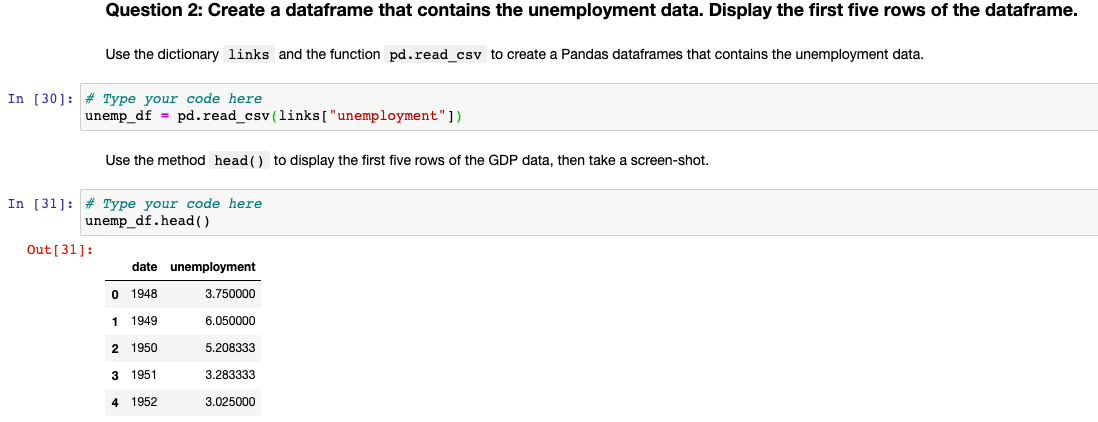 Question 2: Create a dataframe that contains the unemployment data. Display the first five rows of the dataframe.
Use the dictionary links and the function pd.read_csv to create a Pandas dataframes that contains the unemployment data.
In [30]: # Type your code here
unemp_df = pd.read_csv(links["unemployment"])
Use the method head() to display the first five rows of the GDP data, then take a screen-shot.
In [31]: # Type your code here
unemp_df.head()
Out[31]:
date unemployment
0 1948 3.750000
1 1949 6.050000
2 1950 5.208333
3 1951 3.283333
4 1952 3.025000